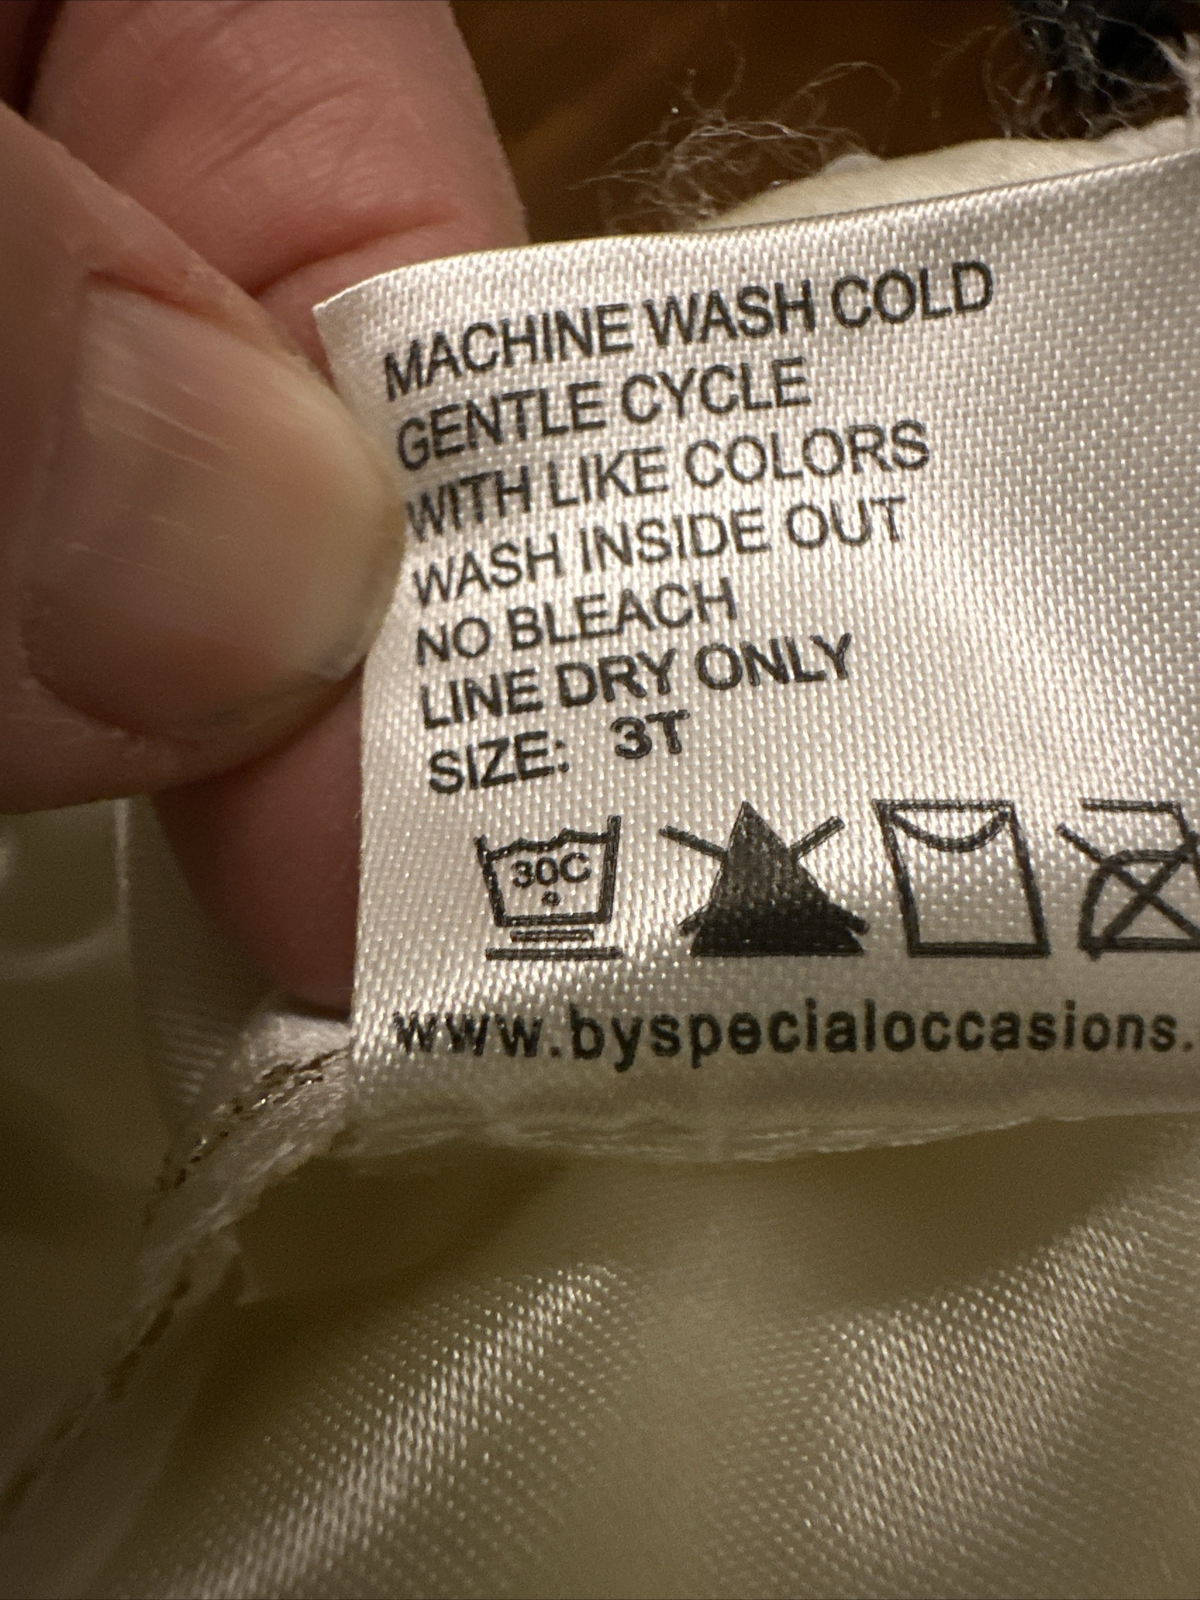 MACHINE WASH COLD
GENTLE CYCLE
WITH LIKE COLORS
WASH INSIDE OUT
NO BLEACH
LINE DRY ONLY
SIZE: 3T
30C
www.byspecialoccasions.